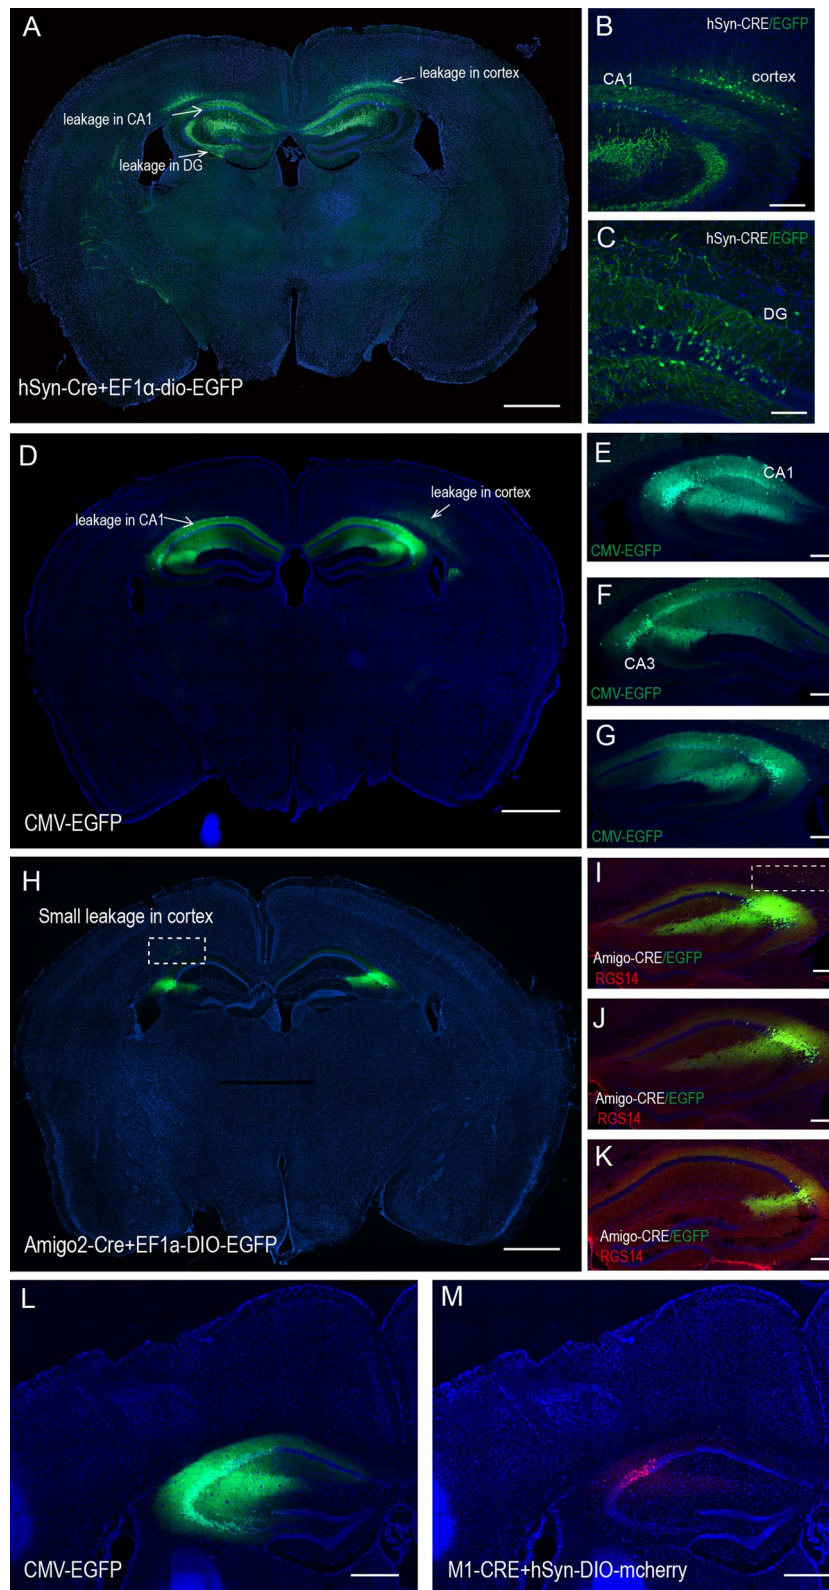 A
leakage in cortex
leakage in CA1
leakage in DG
hSyn-Cre+EF1α-dio-EGFP
B
hSyn-CRE/EGFP
CA1
cortex
C
hSyn-CRE/EGFP
DG
D
leakage in cortex
leakage in CA1
CMV-EGFP
E
CA1
CMV-EGFP
F
CA3
CMV-EGFP
G
CMV-EGFP
H
Small leakage in cortex
Amigo2-Cre+EF1a-DIO-EGFP
I
Amigo-CRE/EGFP
RGS14
J
Amigo-CRE/EGFP
RGS14
K
Amigo-CRE/EGFP
RGS14
L
CMV-EGFP
M
M1-CRE+hSyn-DIO-mcherry